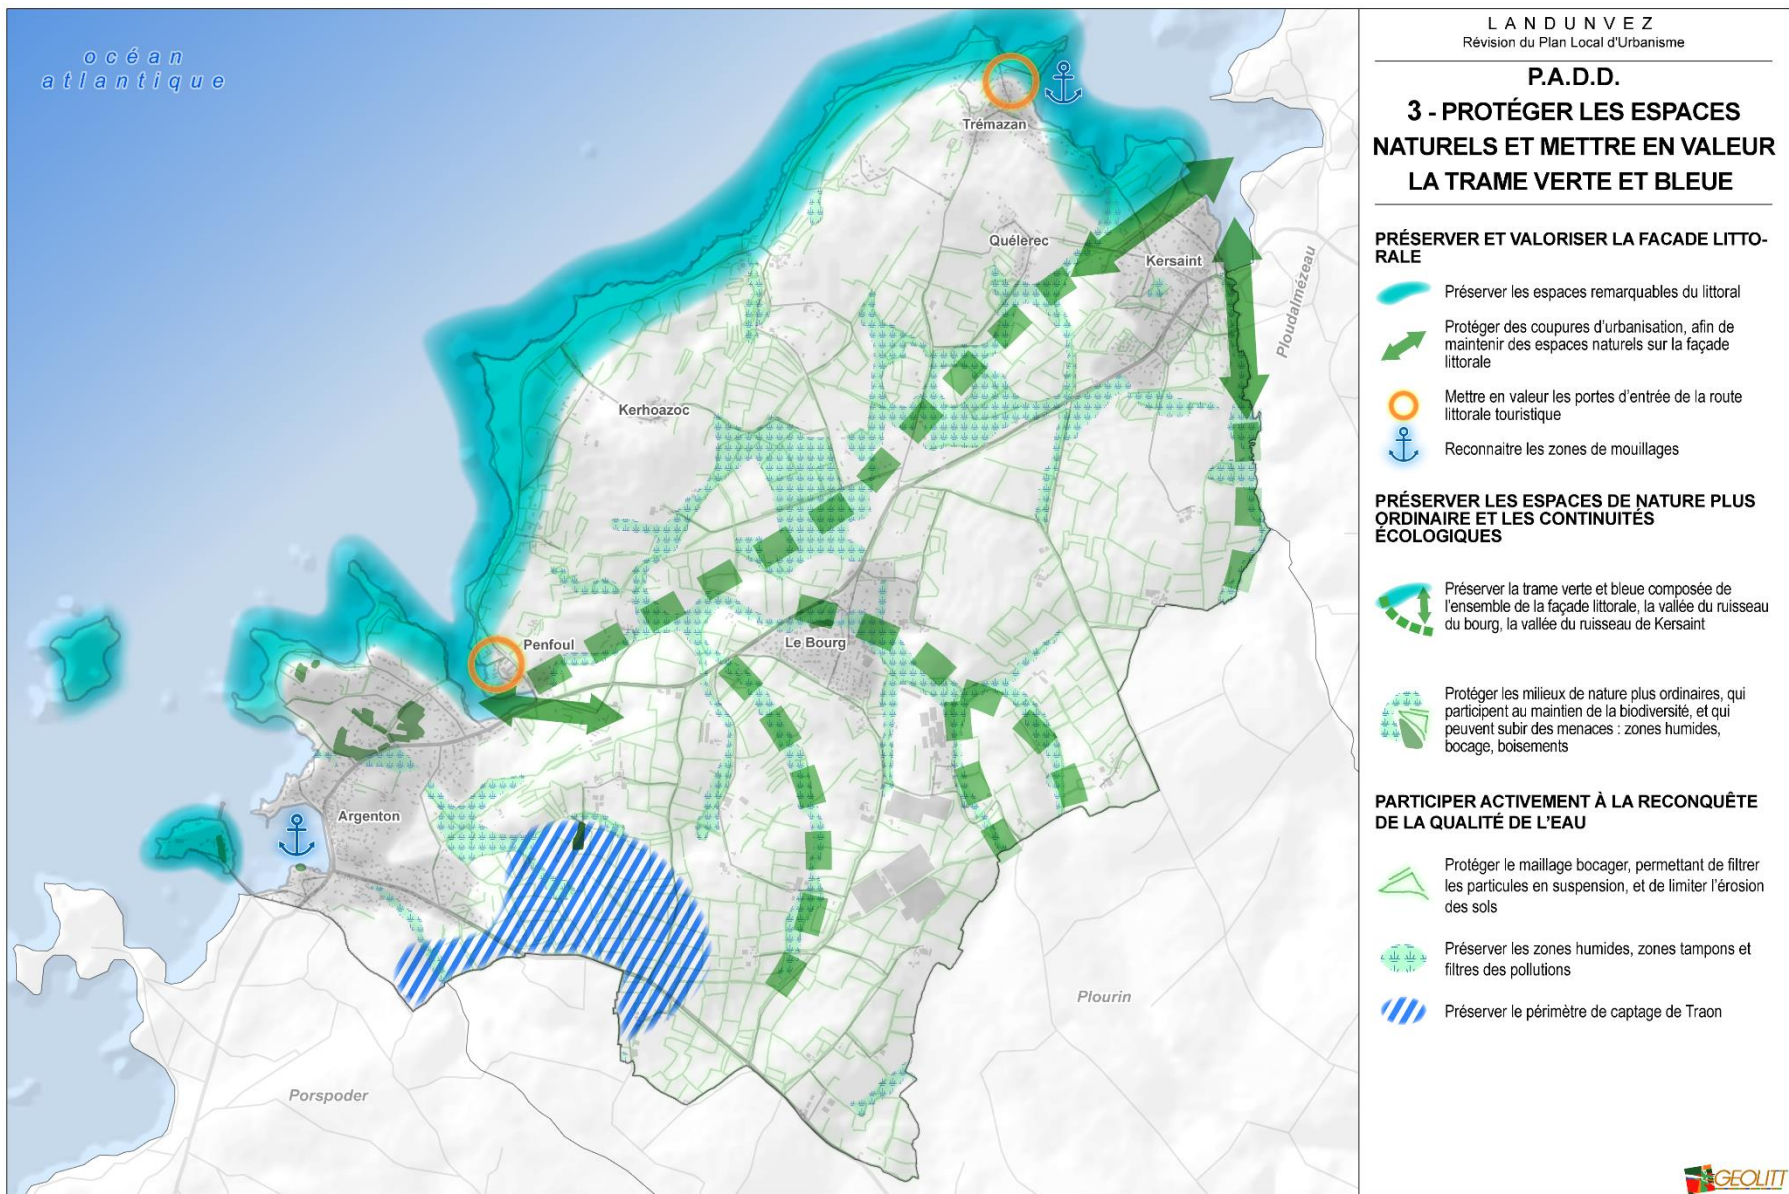 océan
atlantique
Trémazan
Quélerec
Kersaint
Ploudalmézeau
Kerhoazoc
Penfoul
Le Bourg
Argenton
Plourin
Porspoder
LANDUNVEZ
Révision du Plan Local d'Urbanisme
P.A.D.D.
3 - PROTÉGER LES ESPACES
NATURELS ET METTRE EN VALEUR
LA TRAME VERTE ET BLEUE
PRÉSERVER ET VALORISER LA FACADE LITTO-
RALE
Préserver les espaces remarquables du littoral
Protéger des coupures d'urbanisation, afin de
maintenir des espaces naturels sur la façade
littorale
Mettre en valeur les portes d'entrée de la route
littorale touristique
Reconnaitre les zones de mouillages
PRÉSERVER LES ESPACES DE NATURE PLUS
ORDINAIRE ET LES CONTINUITÉS
ÉCOLOGIQUES
Préserver la trame verte et bleue composée de
l'ensemble de la façade littorale, la vallée du ruisseau
du bourg, la vallée du ruisseau de Kersaint
Protéger les milieux de nature plus ordinaires, qui
participent au maintien de la biodiversité, et qui
peuvent subir des menaces : zones humides,
bocage, boisements
PARTICIPER ACTIVEMENT À LA RECONQUÊTE
DE LA QUALITÉ DE L'EAU
Protéger le maillage bocager, permettant de filtrer
les particules en suspension, et de limiter l'érosion
des sols
Préserver les zones humides, zones tampons et
filtres des pollutions
Préserver le périmètre de captage de Traon
GEOLITT